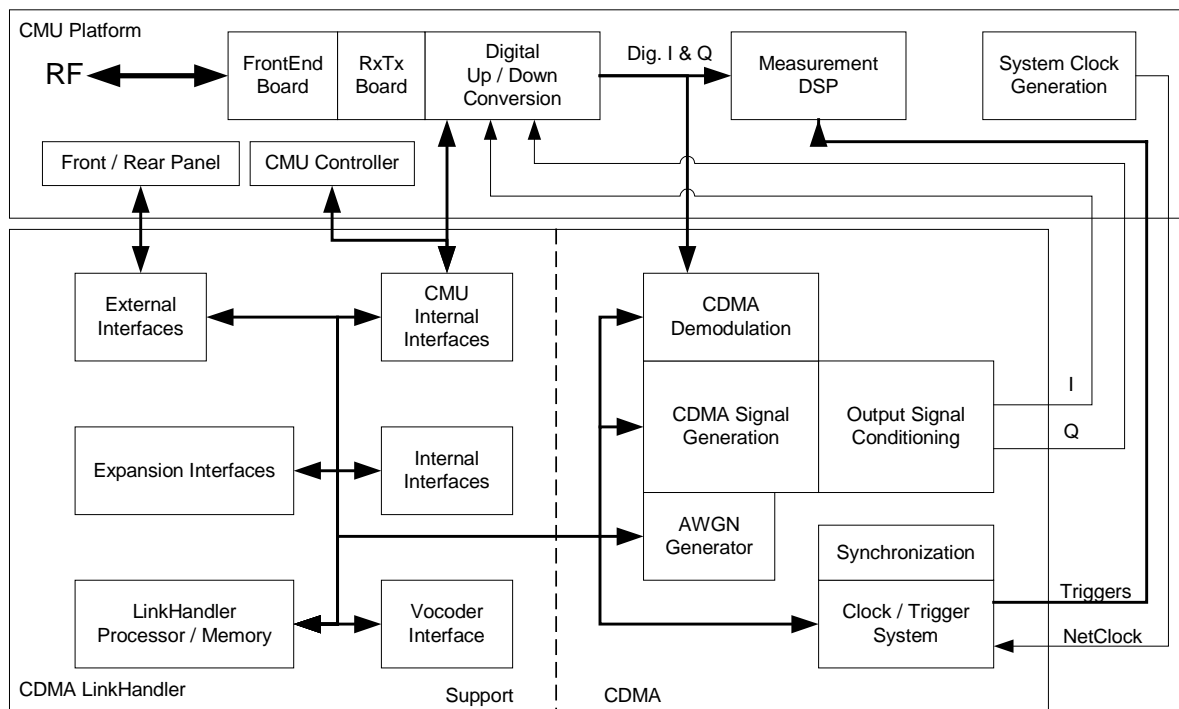 CMU Platform
RF
FrontEnd
Board
RxTx
Board
Digital
Up / Down
Conversion
Dig. I & Q
Measurement
DSP
System Clock
Generation
Front / Rear Panel
CMU Controller
External
Interfaces
CMU
Internal
Interfaces
CDMA
Demodulation
CDMA Signal
Generation
Output Signal
Conditioning
I
Q
Expansion Interfaces
Internal
Interfaces
AWGN
Generator
Synchronization
LinkHandler
Processor / Memory
Vocoder
Interface
Clock / Trigger
System
Triggers
NetClock
CDMA LinkHandler
Support
CDMA